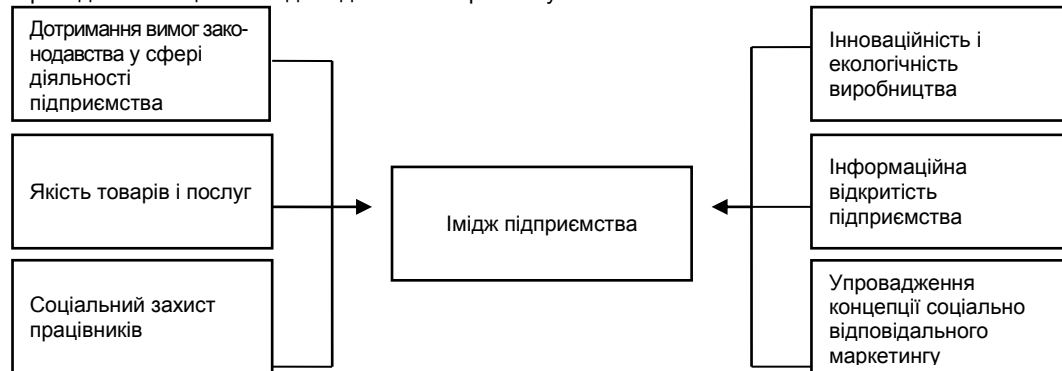 Дотримання вимог зако-
нодавства у сфері
діяльності
підприємства
Якість товарів і послуг
Соціальний захист
працівників
Імідж підприємства
Інноваційність і
екологічність
виробництва
Інформаційна
відкритість
підприємства
Упровадження
концепції соціально
відповідального
маркетингу